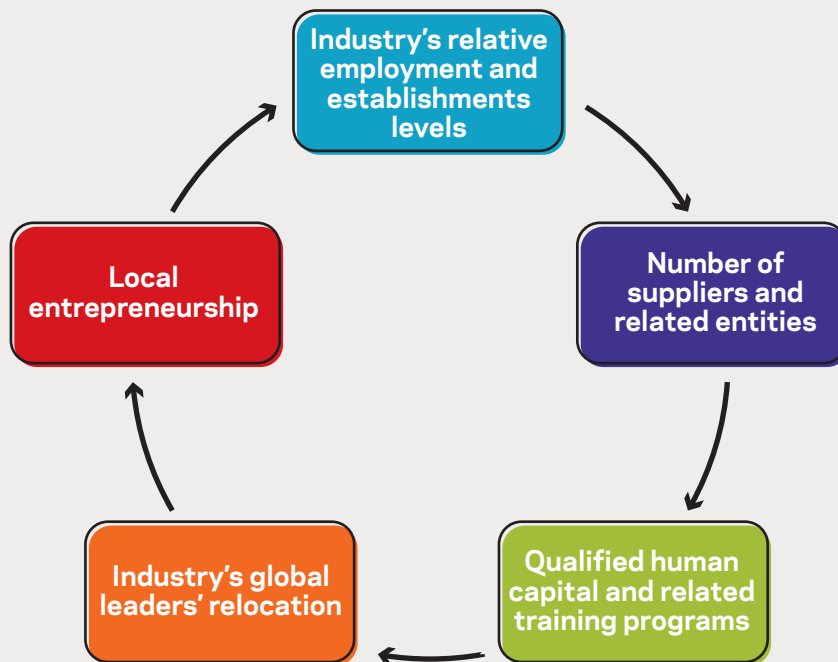 Industry’s relative
employment and
establishments
levels
Number of
suppliers and
related entities
Qualified human
capital and related
training programs
Industry’s global
leaders’ relocation
Local
entrepreneurship